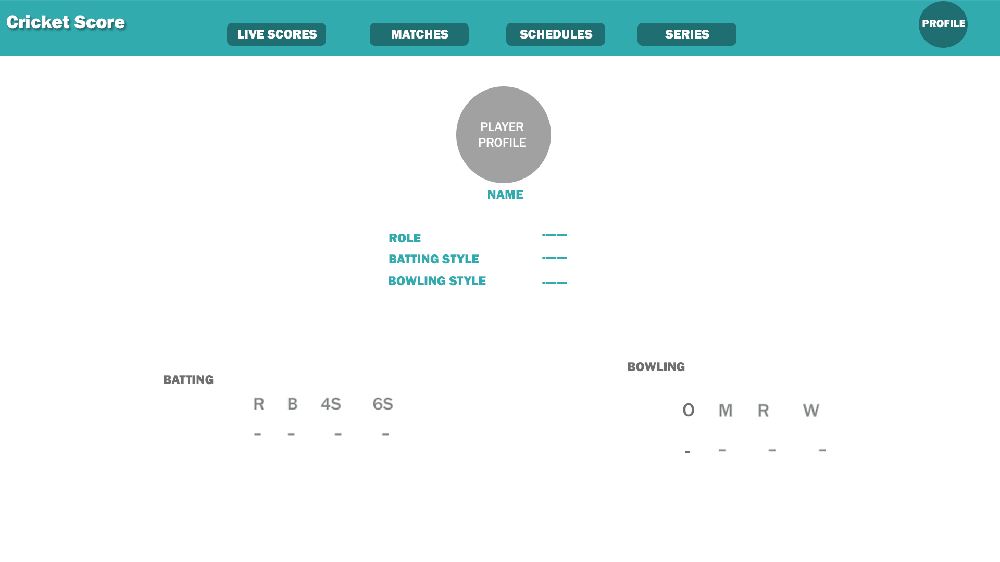 Cricket Score
LIVE SCORES
MATCHES
SCHEDULES
SERIES
PROFILE
PLAYER
PROFILE
NAME
ROLE -------
BATTING STYLE -------
BOWLING STYLE -------
BATTING
R B 4S 6S
- - - -
BOWLING
O M R W
- - - -